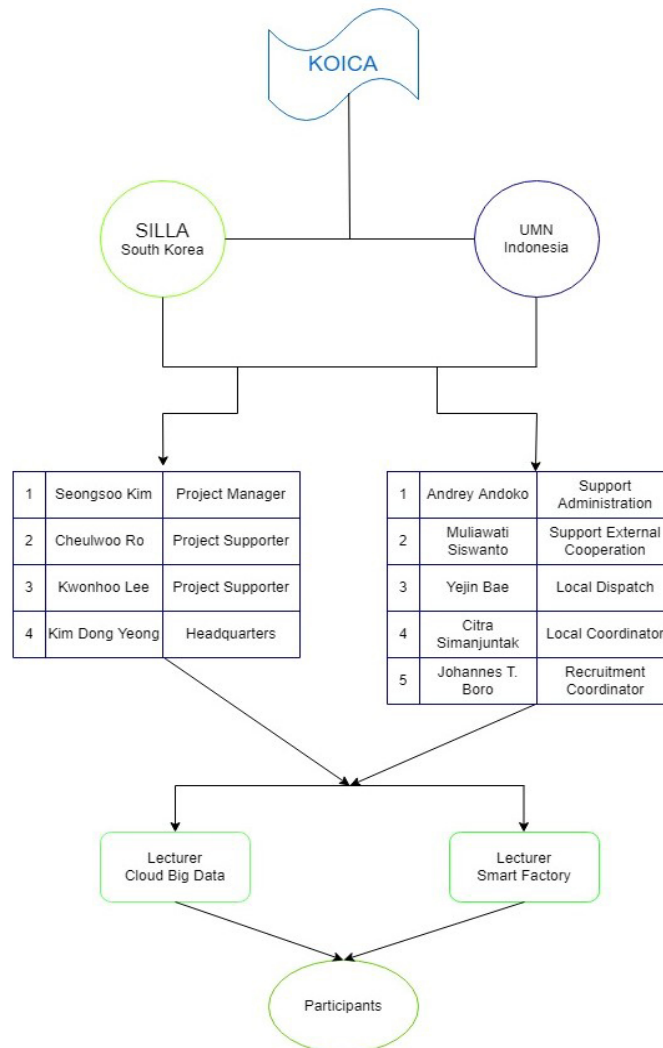 KOICA
SILLA
South Korea
UMN
Indonesia
1 Seongsoo Kim Project Manager
2 Cheulwoo Ro Project Supporter
3 Kwonhoo Lee Project Supporter
4 Kim Dong Yeong Headquarters
1 Andrey Andoko Support
Administration
2 Muliawati
Siswanto Support External
Cooperation
3 Yejin Bae Local Dispatch
4 Citra
Simanjuntak Local Coordinator
5 Johannes T.
Boro Recruitment
Coordinator
Lecturer
Cloud Big Data
Lecturer
Smart Factory
Participants